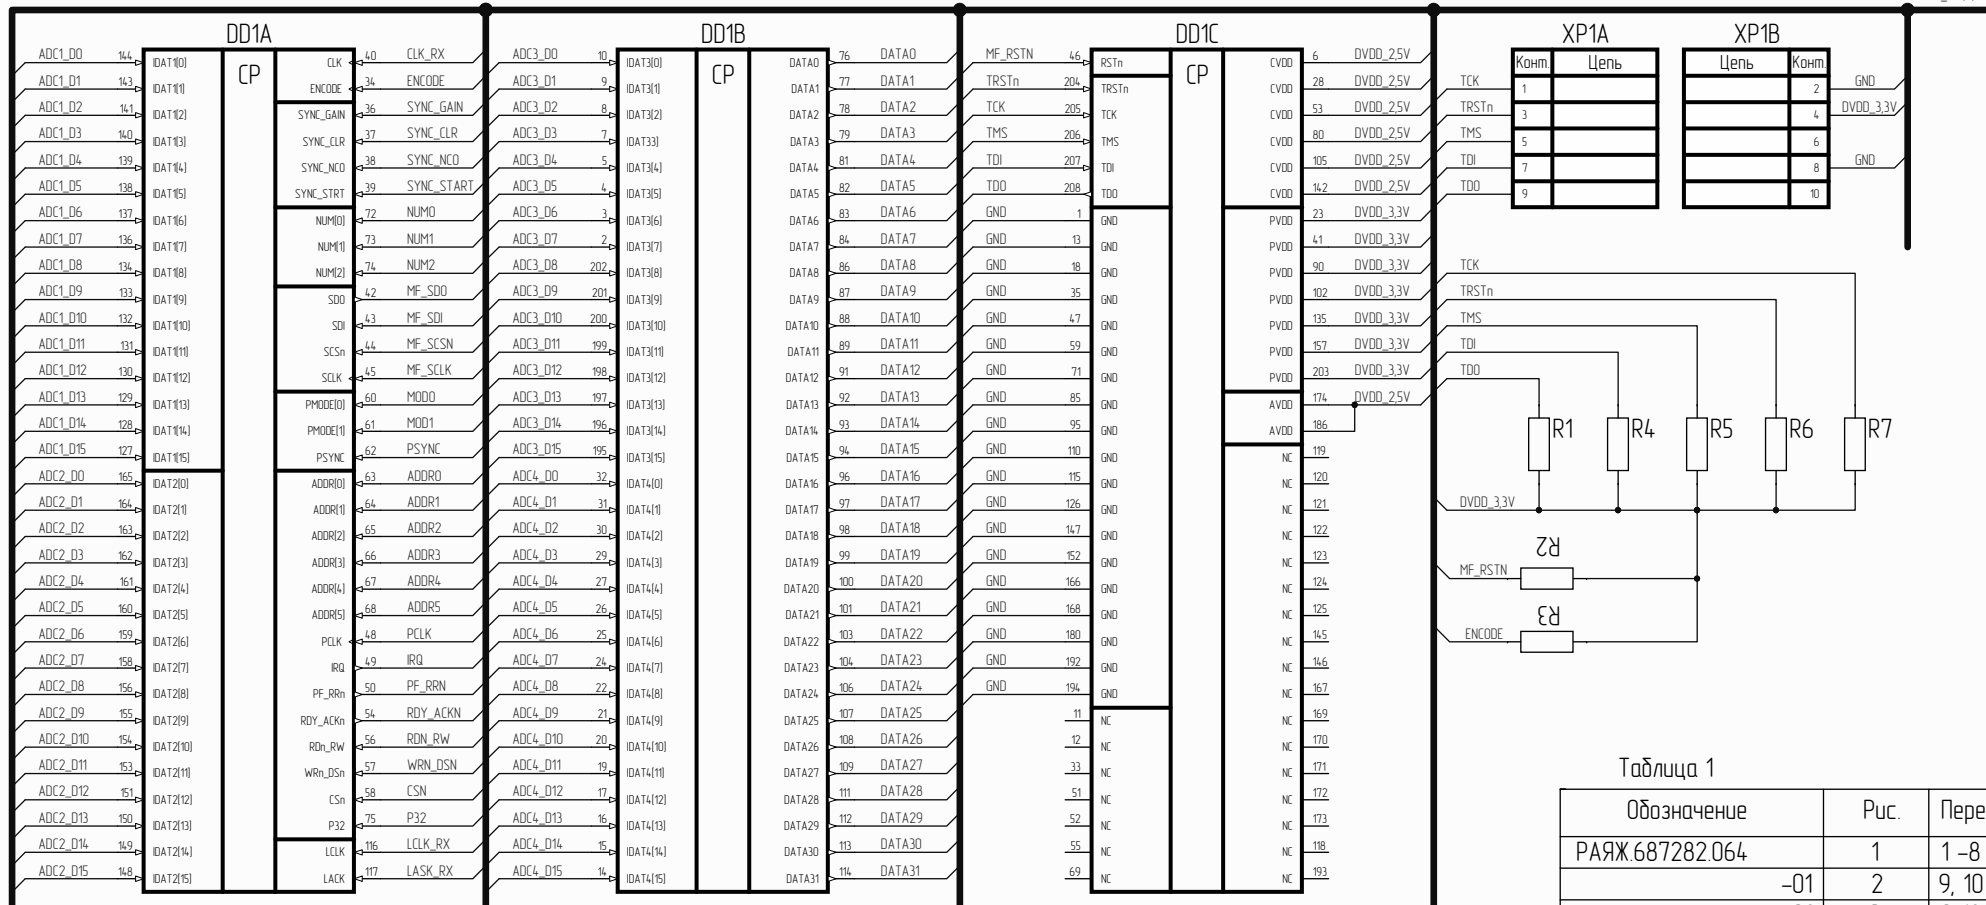 DD1A
CP
ADC1_D0 144 IDAT1[0] CLK 40 CLK_RX
ADC1_D1 143 IDAT1[1] ENCODE 34 ENCODE
ADC1_D2 141 IDAT1[2] SYNC_GAIN 36 SYNC_GAIN
ADC1_D3 140 IDAT1[3] SYNC_CLR 37 SYNC_CLR
ADC1_D4 139 IDAT1[4] SYNC_NCO 38 SYNC_NCO
ADC1_D5 138 IDAT1[5] SYNC_STRT 39 SYNC_START
ADC1_D6 137 IDAT1[6] NUM[0] 72 NUM0
ADC1_D7 136 IDAT1[7] NUM[1] 73 NUM1
ADC1_D8 134 IDAT1[8] NUM[2] 74 NUM2
ADC1_D9 133 IDAT1[9] SDO 42 MF_SDO
ADC1_D10 132 IDAT1[10] SDI 43 MF_SDI
ADC1_D11 131 IDAT1[11] SCSn 44 MF_SCSN
ADC1_D12 130 IDAT1[12] SCLK 45 MF_SCLK
ADC1_D13 129 IDAT1[13] PMODE[0] 60 MOD0
ADC1_D14 128 IDAT1[14] PMODE[1] 61 MOD1
ADC1_D15 127 IDAT1[15] PSYNC 62 PSYNC
ADC2_D0 165 IDAT2[0] ADDR[0] 63 ADDR0
ADC2_D1 164 IDAT2[1] ADDR[1] 64 ADDR1
ADC2_D2 163 IDAT2[2] ADDR[2] 65 ADDR2
ADC2_D3 162 IDAT2[3] ADDR[3] 66 ADDR3
ADC2_D4 161 IDAT2[4] ADDR[4] 67 ADDR4
ADC2_D5 160 IDAT2[5] ADDR[5] 68 ADDR5
ADC2_D6 159 IDAT2[6] PCLK 48 PCLK
ADC2_D7 158 IDAT2[7] IRQ 49 IRQ
ADC2_D8 156 IDAT2[8] PF_RRn 50 PF_RRN
ADC2_D9 155 IDAT2[9] RDY_ACKn 54 RDY_ACKN
ADC2_D10 154 IDAT2[10] RDn_RW 56 RDN_RW
ADC2_D11 153 IDAT2[11] WRn_DSn 57 WRN_DSN
ADC2_D12 151 IDAT2[12] CSn 58 CSN
ADC2_D13 150 IDAT2[13] P32 75 P32
ADC2_D14 149 IDAT2[14] LCLK 116 LCLK_RX
ADC2_D15 148 IDAT2[15] LACK 117 LASK_RX
DD1B
CP
ADC3_D0 10 IDAT3[0] DATA0 76 DATA0
ADC3_D1 9 IDAT3[1] DATA1 77 DATA1
ADC3_D2 8 IDAT3[2] DATA2 78 DATA2
ADC3_D3 7 IDAT33] DATA3 79 DATA3
ADC3_D4 5 IDAT3[4] DATA4 81 DATA4
ADC3_D5 4 IDAT3[5] DATA5 82 DATA5
ADC3_D6 3 IDAT3[6] DATA6 83 DATA6
ADC3_D7 2 IDAT3[7] DATA7 84 DATA7
ADC3_D8 202 IDAT3[8] DATA8 86 DATA8
ADC3_D9 201 IDAT3[9] DATA9 87 DATA9
ADC3_D10 200 IDAT3[10] DATA10 88 DATA10
ADC3_D11 199 IDAT3[11] DATA11 89 DATA11
ADC3_D12 198 IDAT3[12] DATA12 91 DATA12
ADC3_D13 197 IDAT3[13] DATA13 92 DATA13
ADC3_D14 196 IDAT3[14] DATA14 93 DATA14
ADC3_D15 195 IDAT3[15] DATA15 94 DATA15
ADC4_D0 32 IDAT4[0] DATA16 96 DATA16
ADC4_D1 31 IDAT4[1] DATA17 97 DATA17
ADC4_D2 30 IDAT4[2] DATA18 98 DATA18
ADC4_D3 29 IDAT4[3] DATA19 99 DATA19
ADC4_D4 27 IDAT4[4] DATA20 100 DATA20
ADC4_D5 26 IDAT4[5] DATA21 101 DATA21
ADC4_D6 25 IDAT4[6] DATA22 103 DATA22
ADC4_D7 24 IDAT4[7] DATA23 104 DATA23
ADC4_D8 22 IDAT4[8] DATA24 106 DATA24
ADC4_D9 21 IDAT4[9] DATA25 107 DATA25
ADC4_D10 20 IDAT4[10] DATA26 108 DATA26
ADC4_D11 19 IDAT4[11] DATA27 109 DATA27
ADC4_D12 17 IDAT4[12] DATA28 111 DATA28
ADC4_D13 16 IDAT4[13] DATA29 112 DATA29
ADC4_D14 15 IDAT4[14] DATA30 113 DATA30
ADC4_D15 14 IDAT4[15] DATA31 114 DATA31
DD1C
CP
MF_RSTN 46 RSTn CVDD 6 DVDD_2,5V
TRSTn 204 TRSTn CVDD 28 DVDD_2,5V
TCK 205 TCK CVDD 53 DVDD_2,5V
TMS 206 TMS CVDD 80 DVDD_2,5V
TDI 207 TDI CVDD 105 DVDD_2,5V
TDO 208 TDO CVDD 142 DVDD_2,5V
GND 1 GND PVDD 23 DVDD_3,3V
GND 13 GND PVDD 41 DVDD_3,3V
GND 18 GND PVDD 90 DVDD_3,3V
GND 35 GND PVDD 102 DVDD_3,3V
GND 47 GND PVDD 135 DVDD_3,3V
GND 59 GND PVDD 157 DVDD_3,3V
GND 71 GND PVDD 203 DVDD_3,3V
GND 85 GND AVDD 174 DVDD_2,5V
GND 95 GND AVDD 186
GND 110 GND NC 119
GND 115 GND NC 120
GND 126 GND NC 121
GND 147 GND NC 122
GND 152 GND NC 123
GND 166 GND NC 124
GND 168 GND NC 125
GND 180 GND NC 145
GND 192 GND NC 146
GND 194 GND NC 167
11 NC NC 169
12 NC NC 170
33 NC NC 171
51 NC NC 172
52 NC NC 173
55 NC NC 118
69 NC NC 193
XP1A XP1B
Конт. Цепь Цепь Конт.
TCK 1 2 GND
TRSTn 3 4 DVDD_3,3V
TMS 5 6
TDI 7 8 GND
TDO 9 10
TCK
TRSTn
TMS
TDI
TDO
R1 R4 R5 R6 R7
DVDD_3,3V
R2
MF_RSTN
R3
ENCODE
Таблица 1
Обозначение Рис. Пере
РАЯЖ.687282.064 1 1 -8
-01 2 9, 10